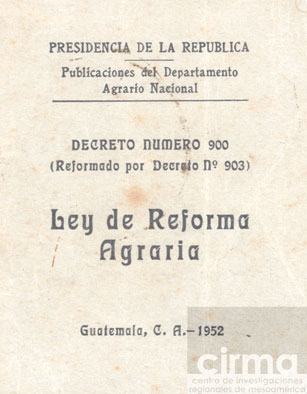 PRESIDENCIA DE LA REPUBLICA
Publicaciones del Departamento
Agrario Nacional
DECRETO NUMERO 900
(Reformado por Decreto Nº 903)
Ley de Reforma
Agraria
Guatemala, C. A.-1952
cirma
centro de investigaciones
regionales de mesoamérica